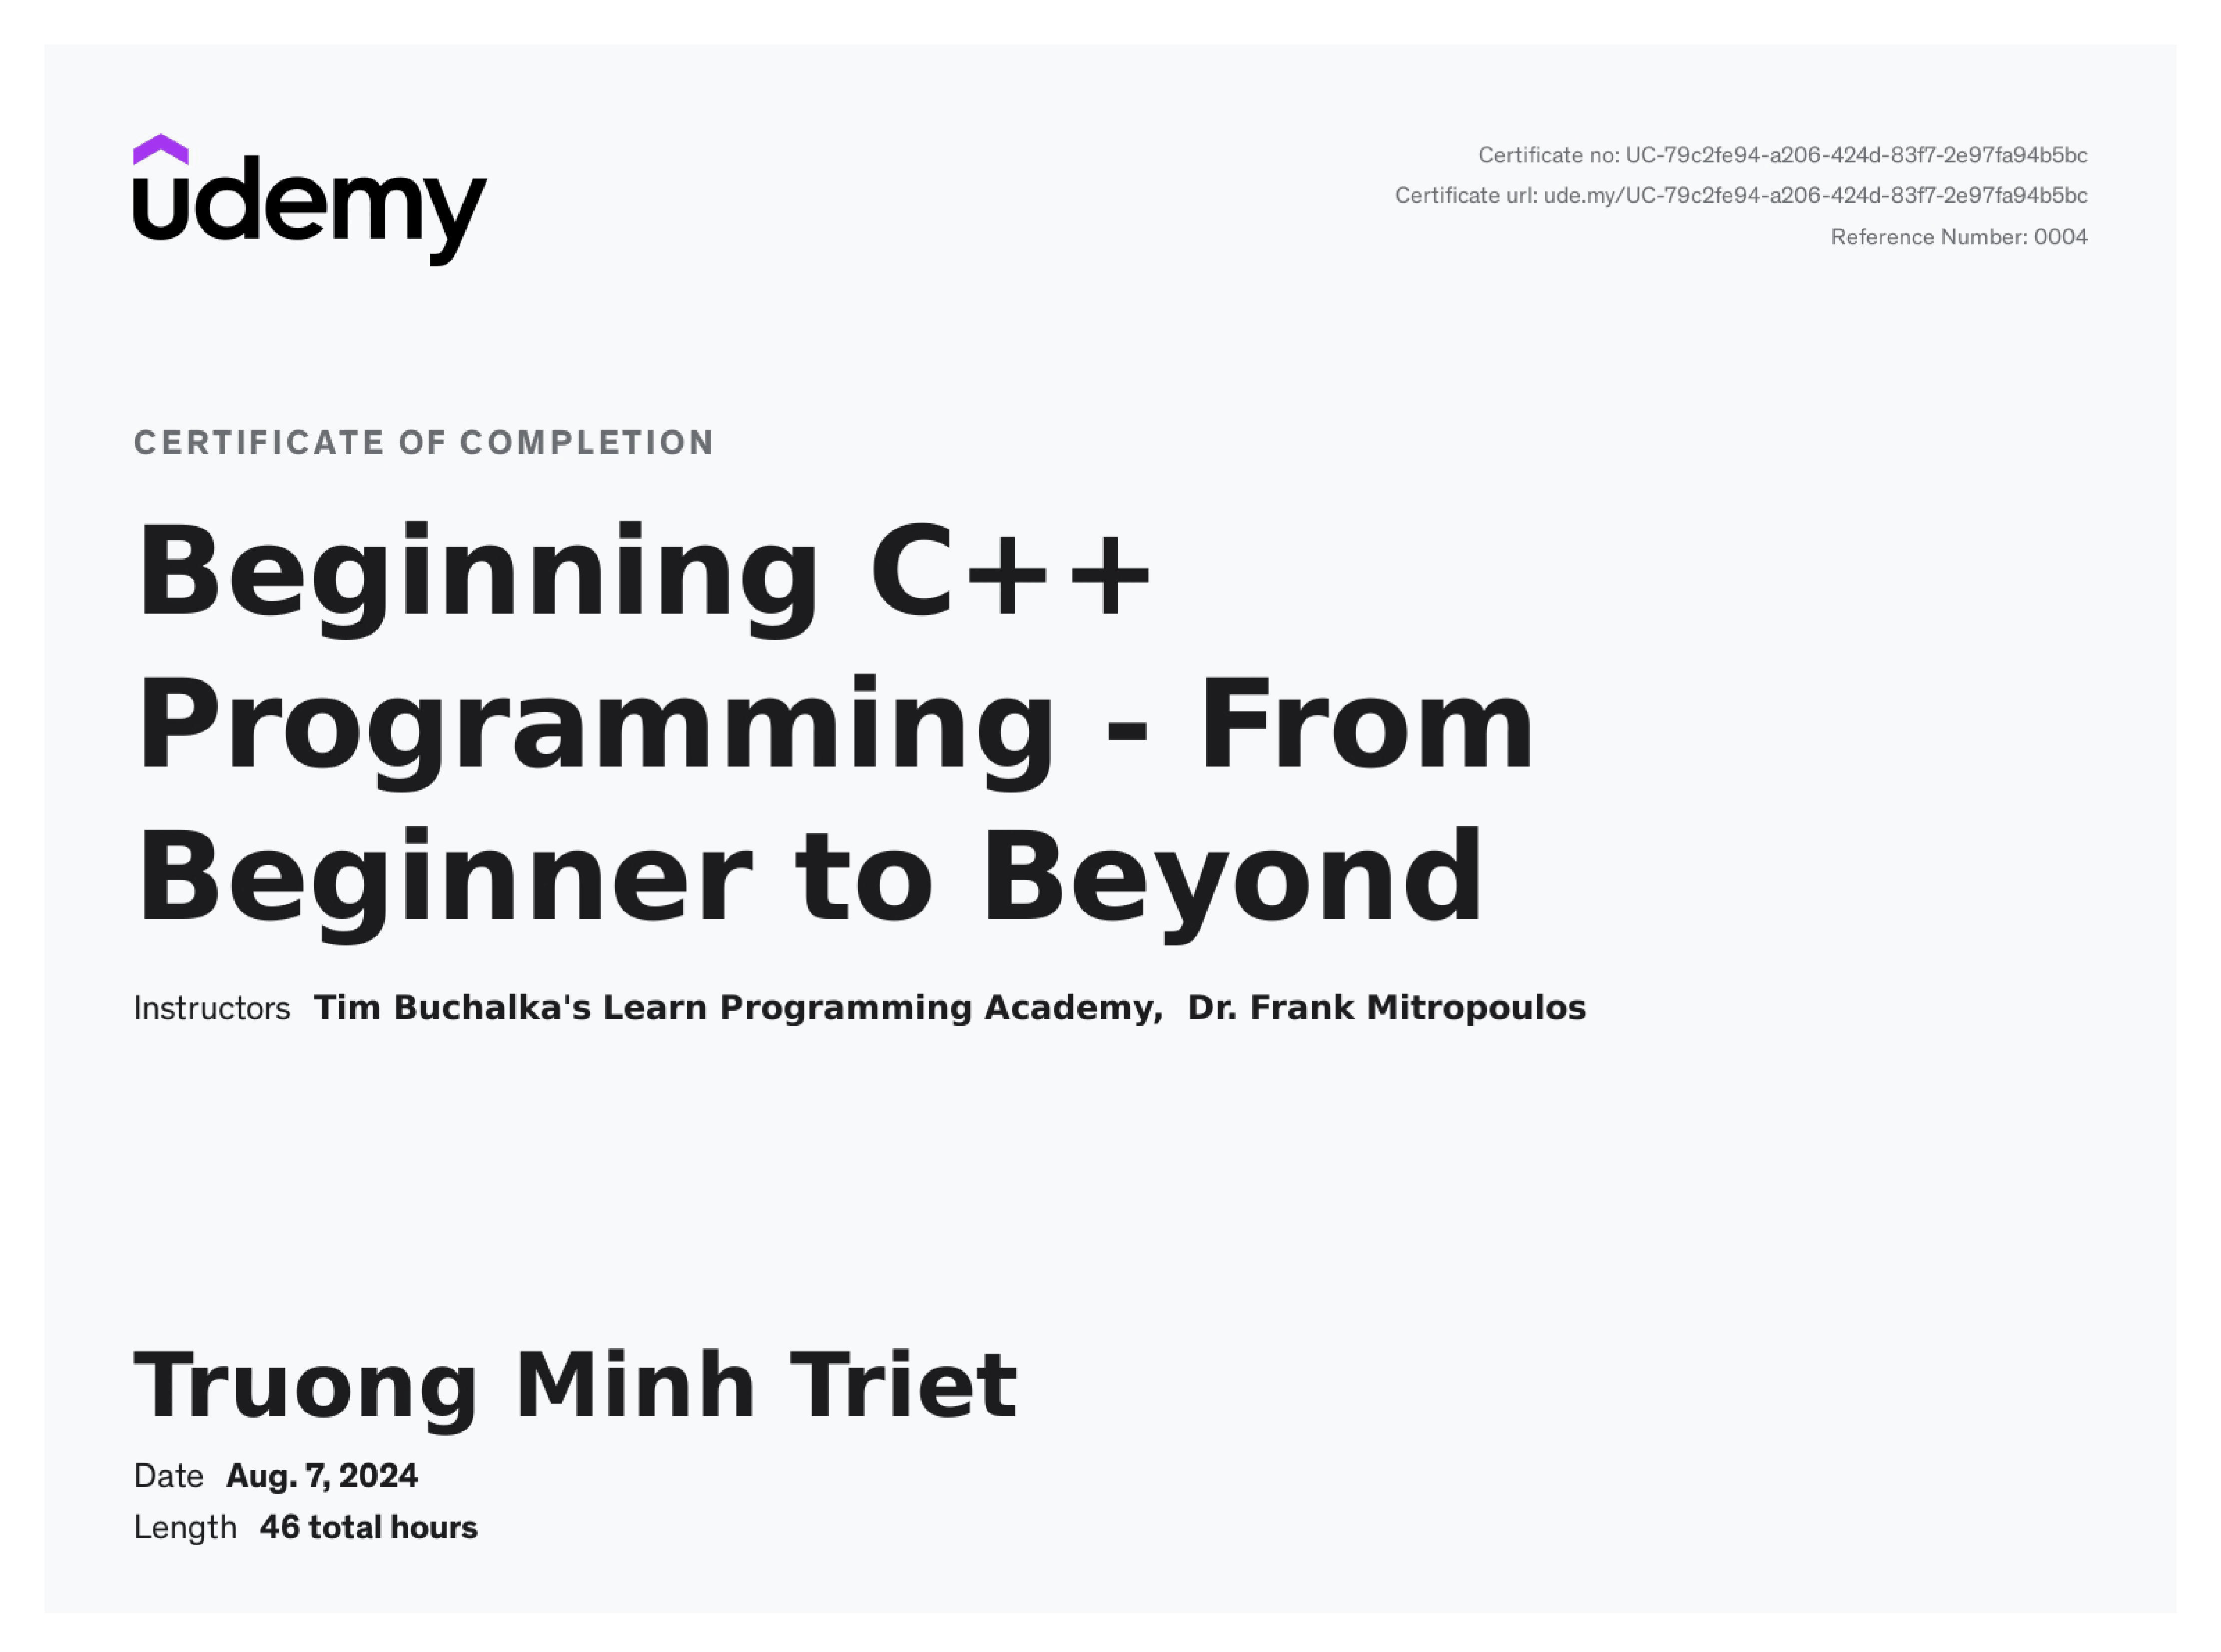 udemy
Certificate no: UC-79c2fe94-a206-424d-83f7-2e97fa94b5bc
Certificate url: ude.my/UC-79c2fe94-a206-424d-83f7-2e97fa94b5bc
Reference Number: 0004
CERTIFICATE OF COMPLETION
Beginning C++
Programming - From
Beginner to Beyond
Instructors Tim Buchalka's Learn Programming Academy, Dr. Frank Mitropoulos
Truong Minh Triet
Date Aug. 7, 2024
Length 46 total hours